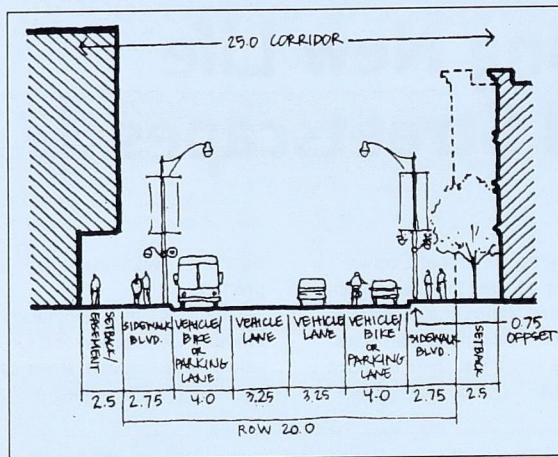 25.0 CORRIDOR
SETBACK/
EASEMENT
SIDEWALK
BLVD.
VEHICLE/
BIKE
OR
PARKING
LANE
VEHICLE
LANE
VEHICLE
LANE
VEHICLE/
BIKE
OR
PARKING
LANE
SIDEWALK
BLVD.
SETBACK
0.75
OFFSET
2.5 2.75 4.0 3.25 3.25 4.0 2.75 2.5
ROW 20.0